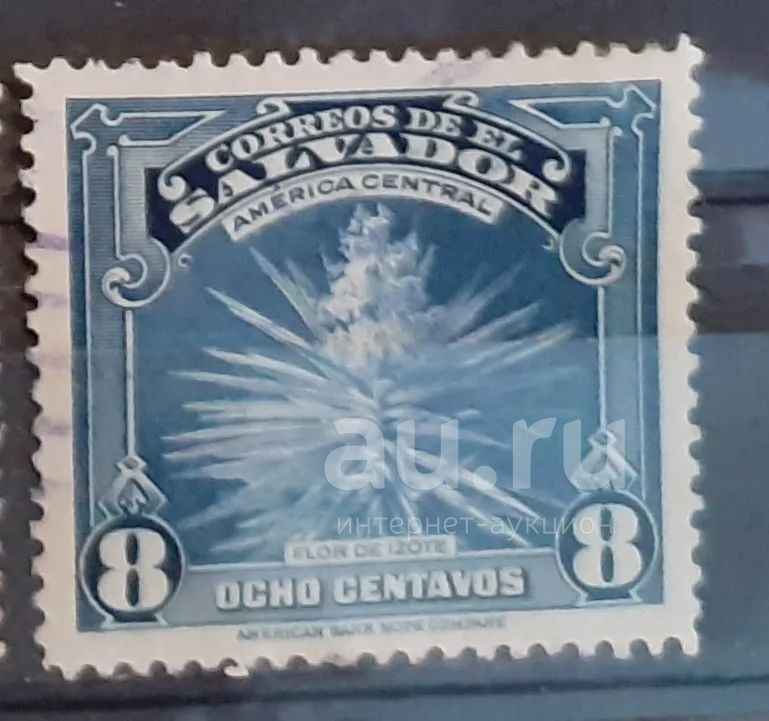 CORREOS DE EL
SALVADOR
AMÉRICA CENTRAL
au.ru
интернет-аукцион
FLOR DE IZOTE
8 8
OCHO CENTAVOS
AMERICAN BANK NOTE COMPANY